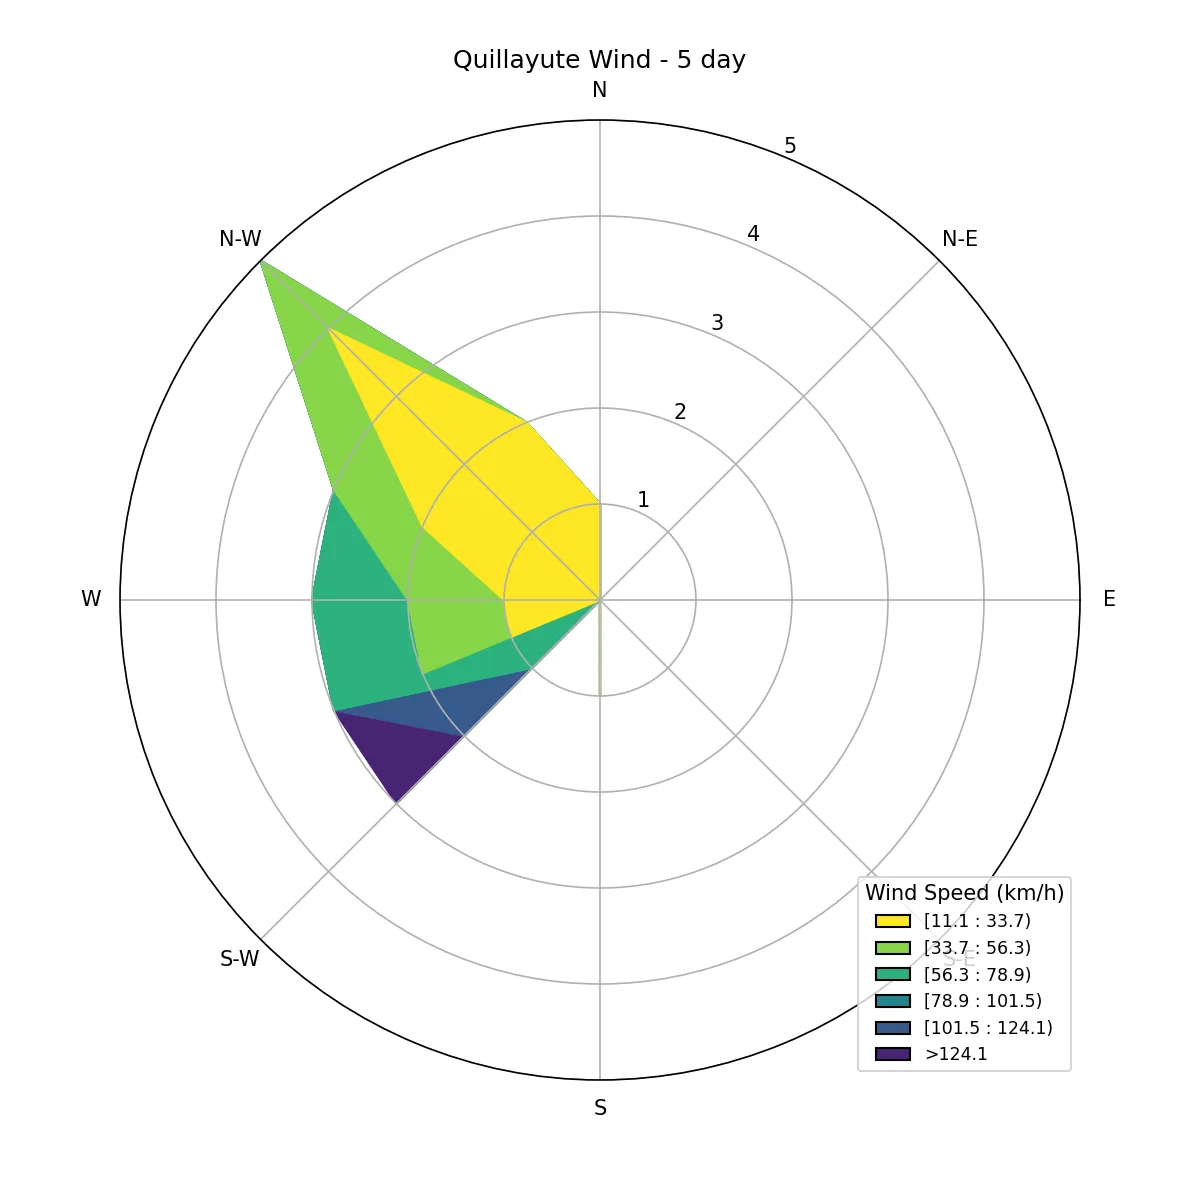 Quillayute Wind - 5 day
N
5
N-W
N-E
4
3
2
1
W
E
S-W
S-E
S
Wind Speed (km/h)
[11.1 : 33.7)
[33.7 : 56.3)
[56.3 : 78.9)
[78.9 : 101.5)
[101.5 : 124.1)
>124.1